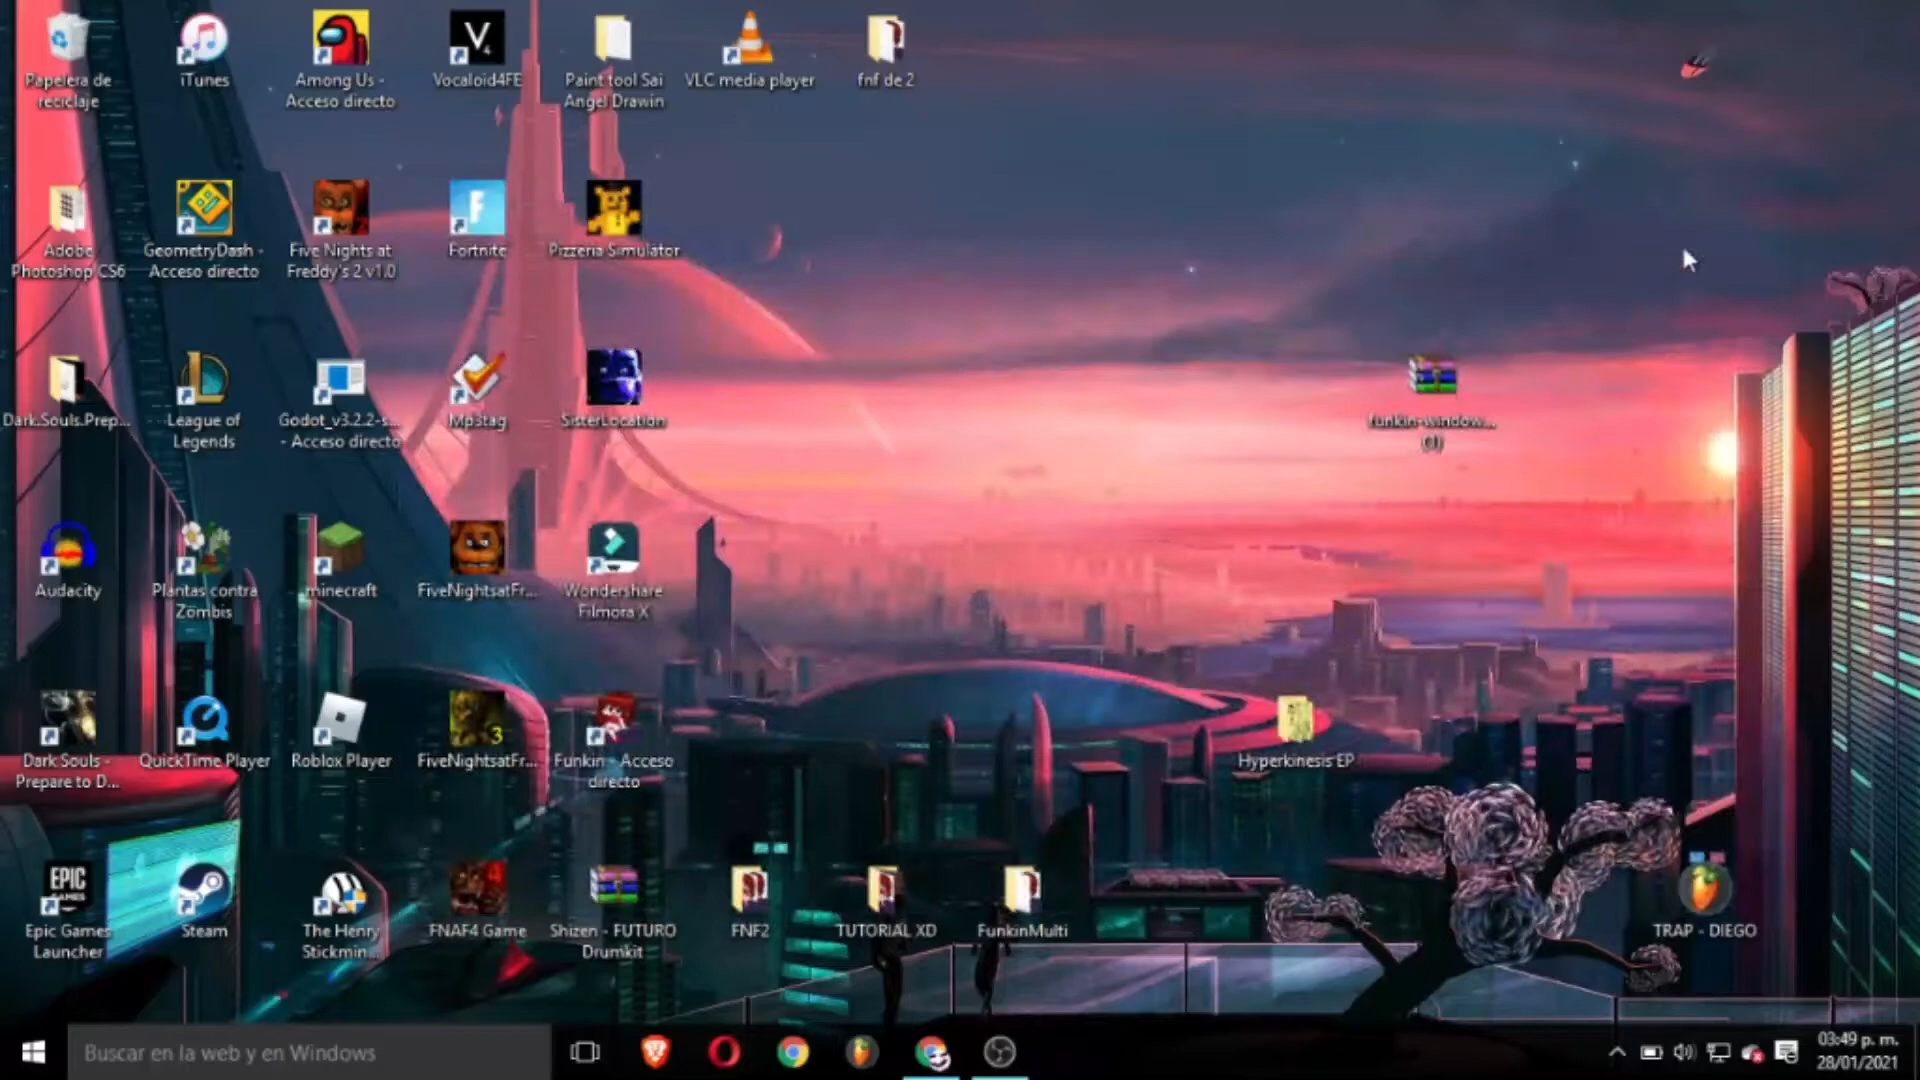 Papelera de
reciclaje
iTunes
Among Us -
Acceso directo
V4
Vocaloid4FE
Paint tool Sai
Angel Drawin
VLC media player
fnf de 2
Adobe
Photoshop CS6
GeometryDash -
Acceso directo
Five Nights at
Freddy's 2 v1.0
F
Fortnite
Pizzeria Simulator
Dark.Souls.Prep...
League of
Legends
Godot_v3.2.2-s...
- Acceso directo
Mp3tag
SisterLocation
funkin-window...
(1)
Audacity
Plantas contra
Zombis
minecraft
FiveNightsatFr...
Wondershare
Filmora X
Dark Souls -
Prepare to D...
QuickTime Player
Roblox Player
3
FiveNightsatFr...
Funkin - Acceso
directo
Hyperkinesis EP
EPIC
GAMES
Epic Games
Launcher
Steam
The Henry
Stickmin...
4
FNAF4 Game
Shizen - FUTURO
Drumkit
FNF2
TUTORIAL XD
FunkinMulti
TRAP - DIEGO
Buscar en la web y en Windows
03:49 p. m.
28/01/2021